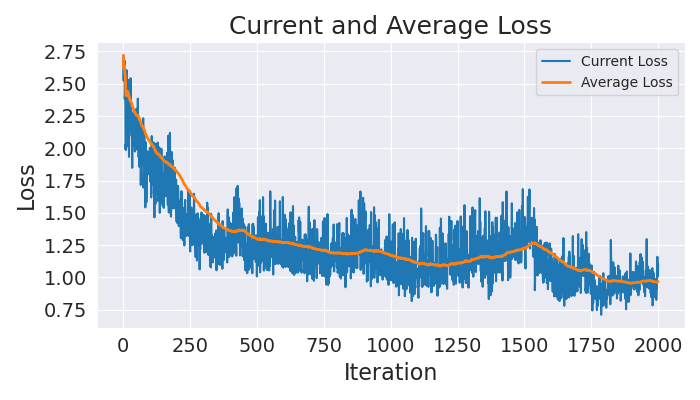 Current and Average Loss
Loss
2.75
2.50
2.25
2.00
1.75
1.50
1.25
1.00
0.75
Current Loss
Average Loss
0 250 500 750 1000 1250 1500 1750 2000
Iteration